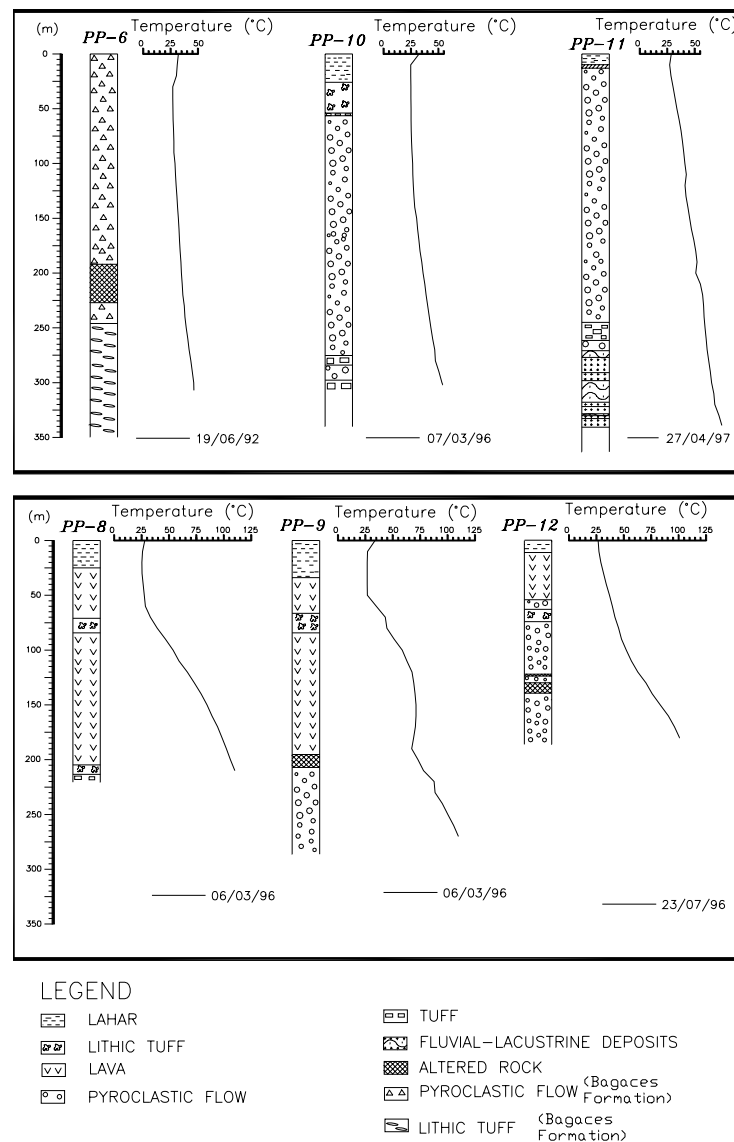 Temperature (°C) Temperature (°C) Temperature (°C)
(m) PP-6 0 25 50 PP-10 0 25 50 PP-11 0 25 50
0
50
100
150
200
250
300
350
19/06/92 07/03/96 27/04/97
(m) Temperature (°C) Temperature (°C) Temperature (°C)
PP-8 0 25 50 75 100 125 PP-9 0 25 50 75 100 125 PP-12 0 25 50 75 100 125
0
50
100
150
200
250
300
350
06/03/96 06/03/96 23/07/96
LEGEND
LAHAR
LITHIC TUFF
LAVA
PYROCLASTIC FLOW
TUFF
FLUVIAL-LACUSTRINE DEPOSITS
ALTERED ROCK
PYROCLASTIC FLOW (Bagaces
Formation)
LITHIC TUFF (Bagaces
Formation)